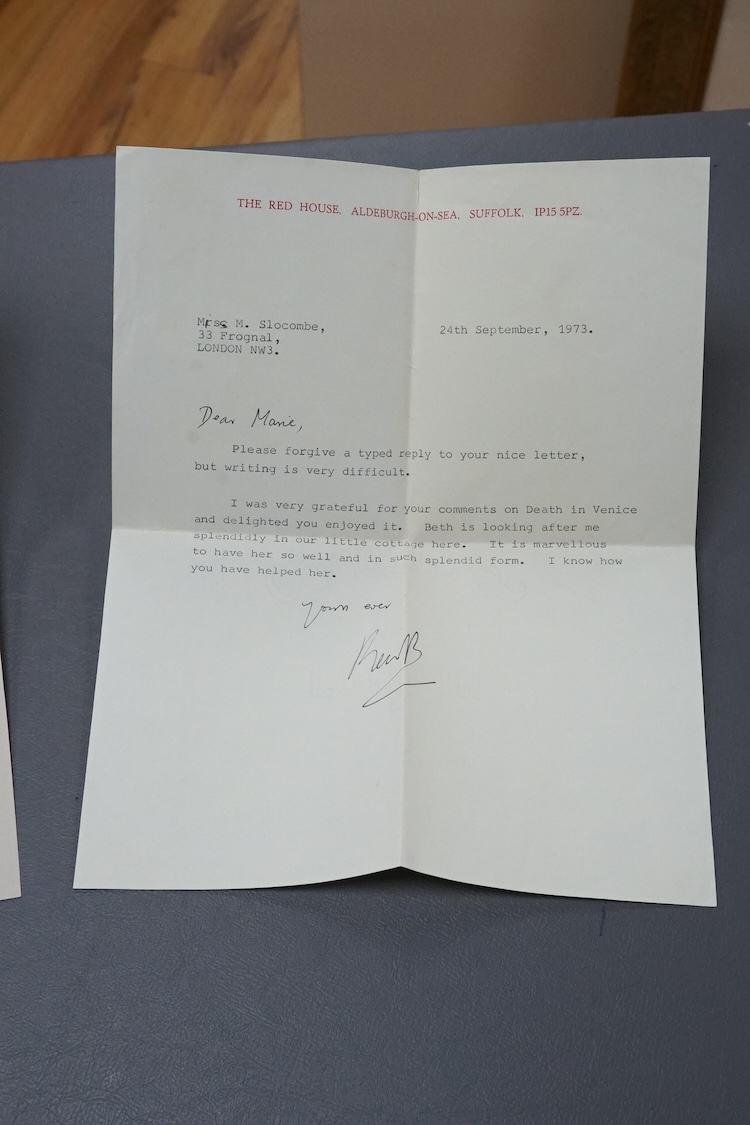 THE RED HOUSE, ALDEBURGH-ON-SEA, SUFFOLK. IP15 5PZ.
M. Slocombe,
33 Frognal,
LONDON NW3.
24th September, 1973.
Dear Marie,
Please forgive a typed reply to your nice letter,
but writing is very difficult.
I was very grateful for your comments on Death in Venice
and delighted you enjoyed it. Beth is looking after me
splendidly in our little cottage here. It is marvellous
to have her so well and in such splendid form. I know how
you have helped her.
Yours ever